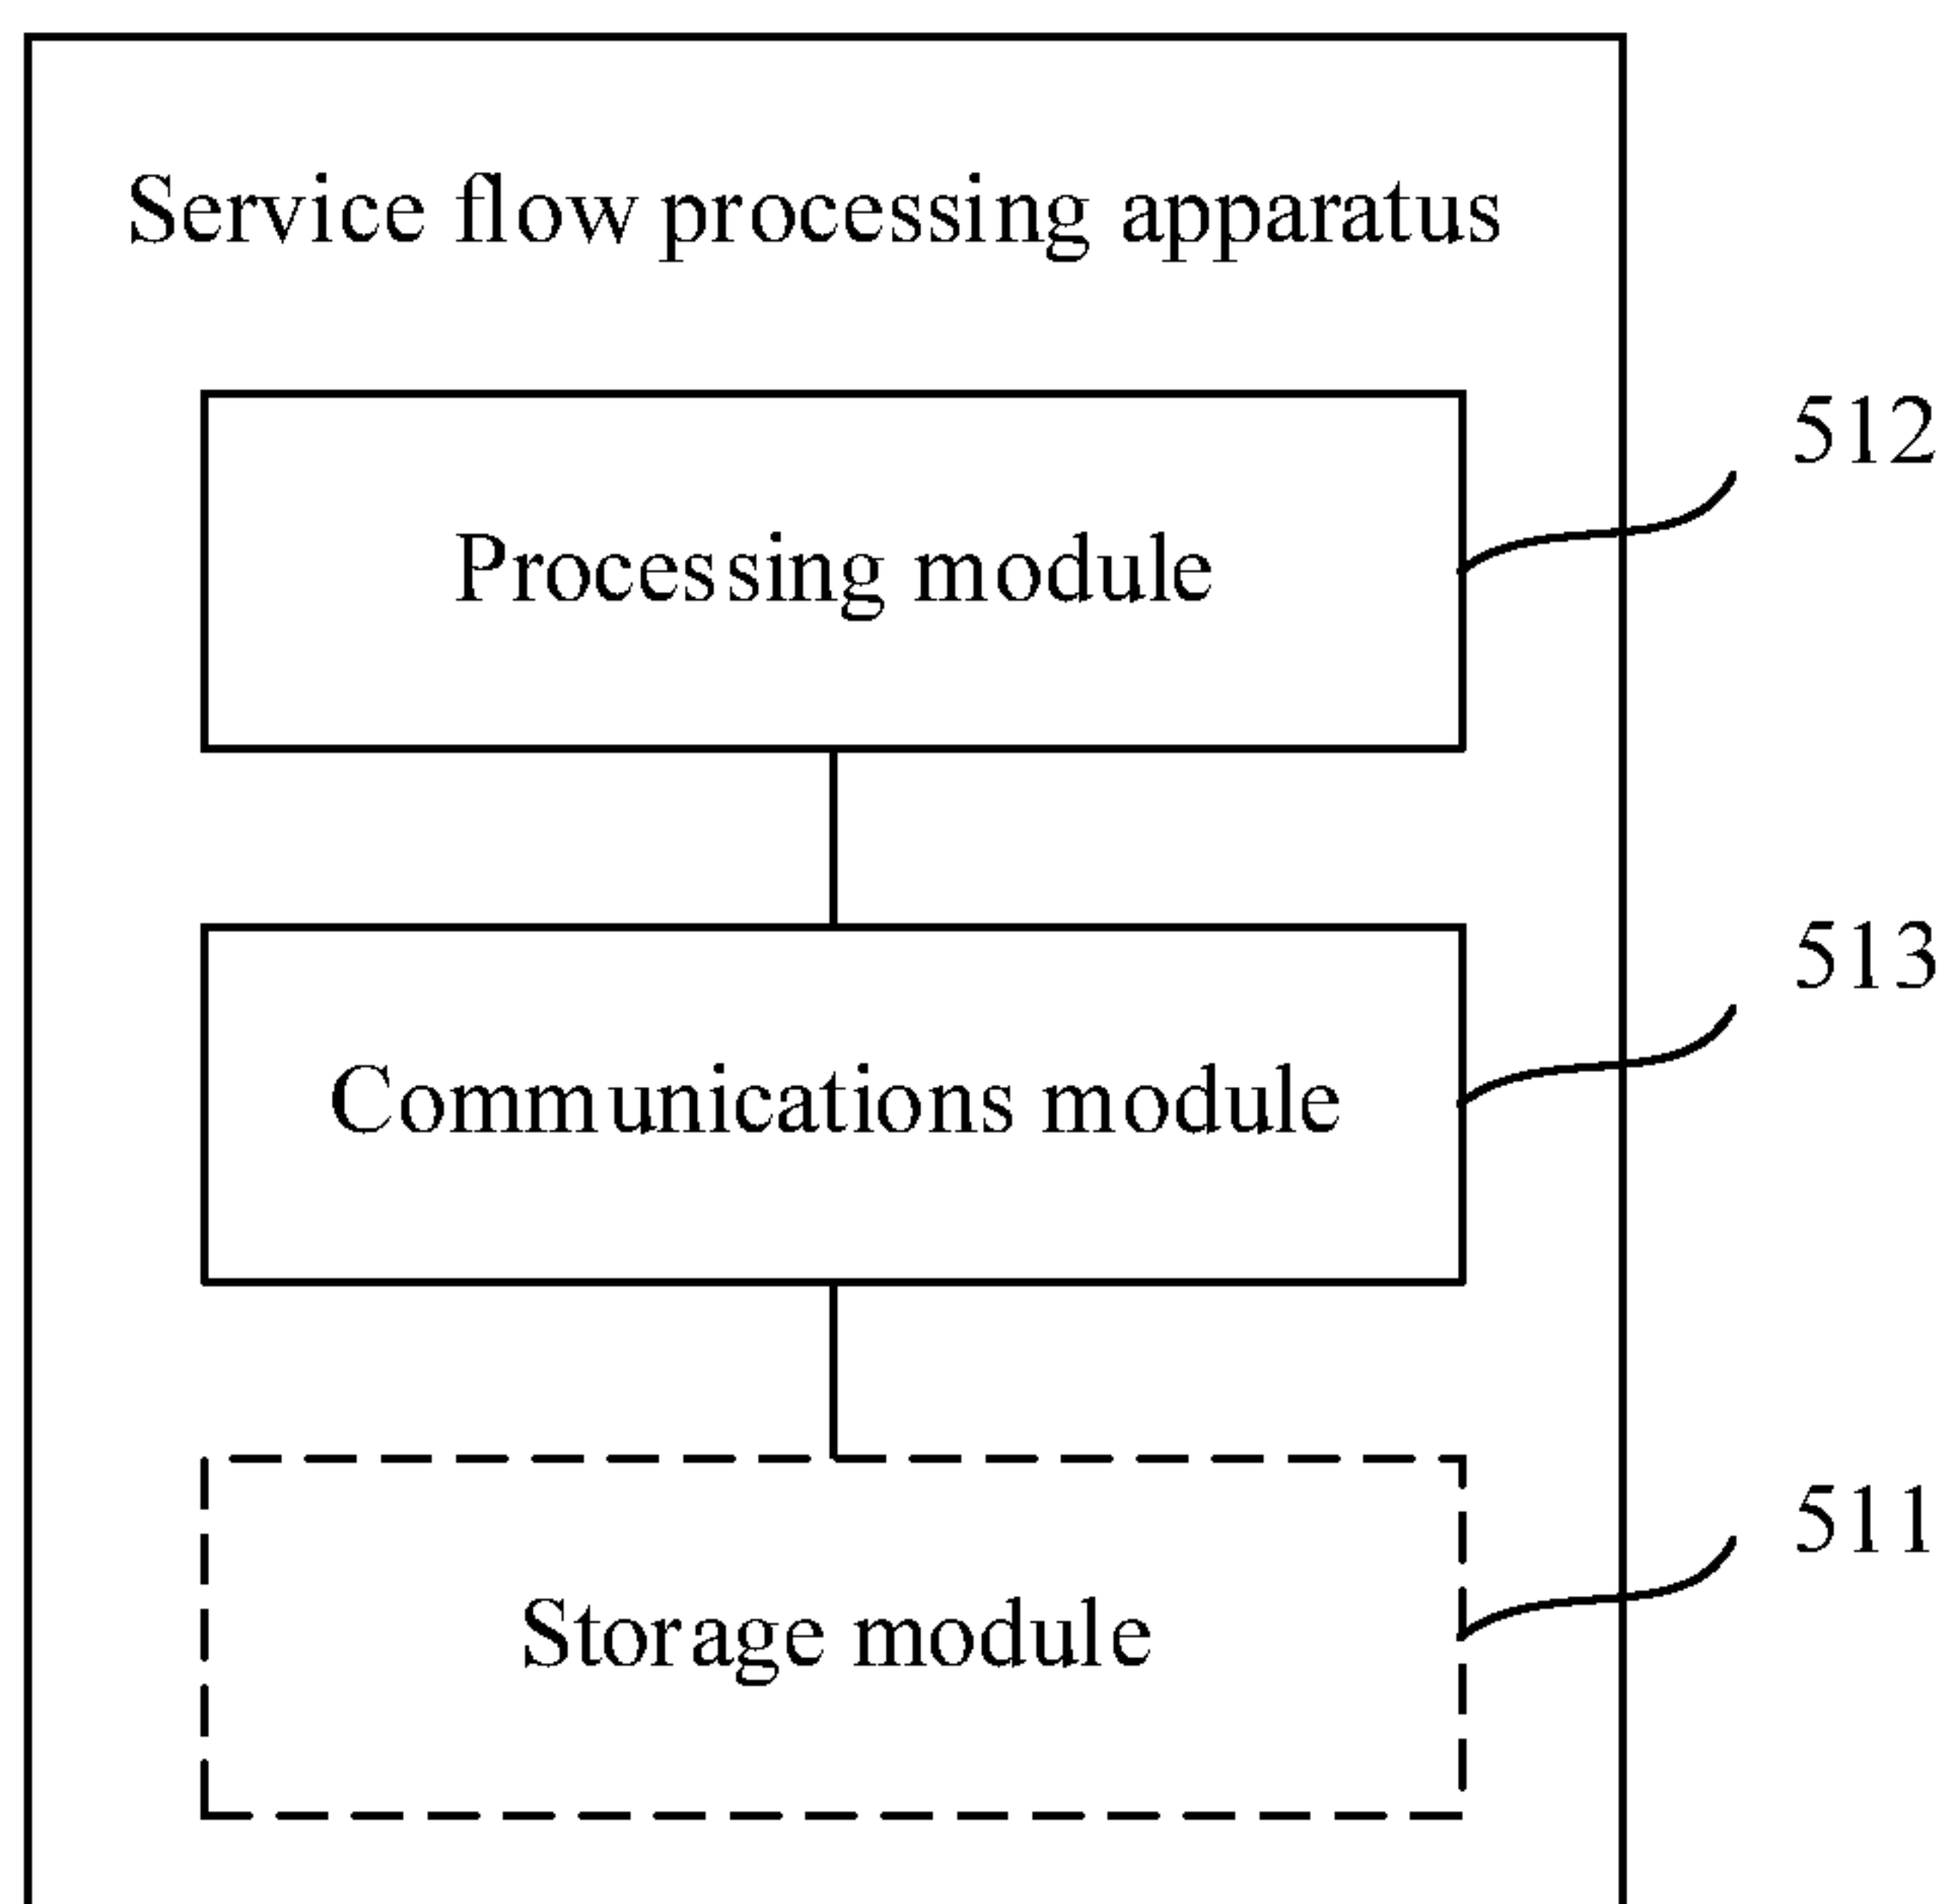 Service flow processing apparatus
512
Processing module
513
Communications module
511
Storage module